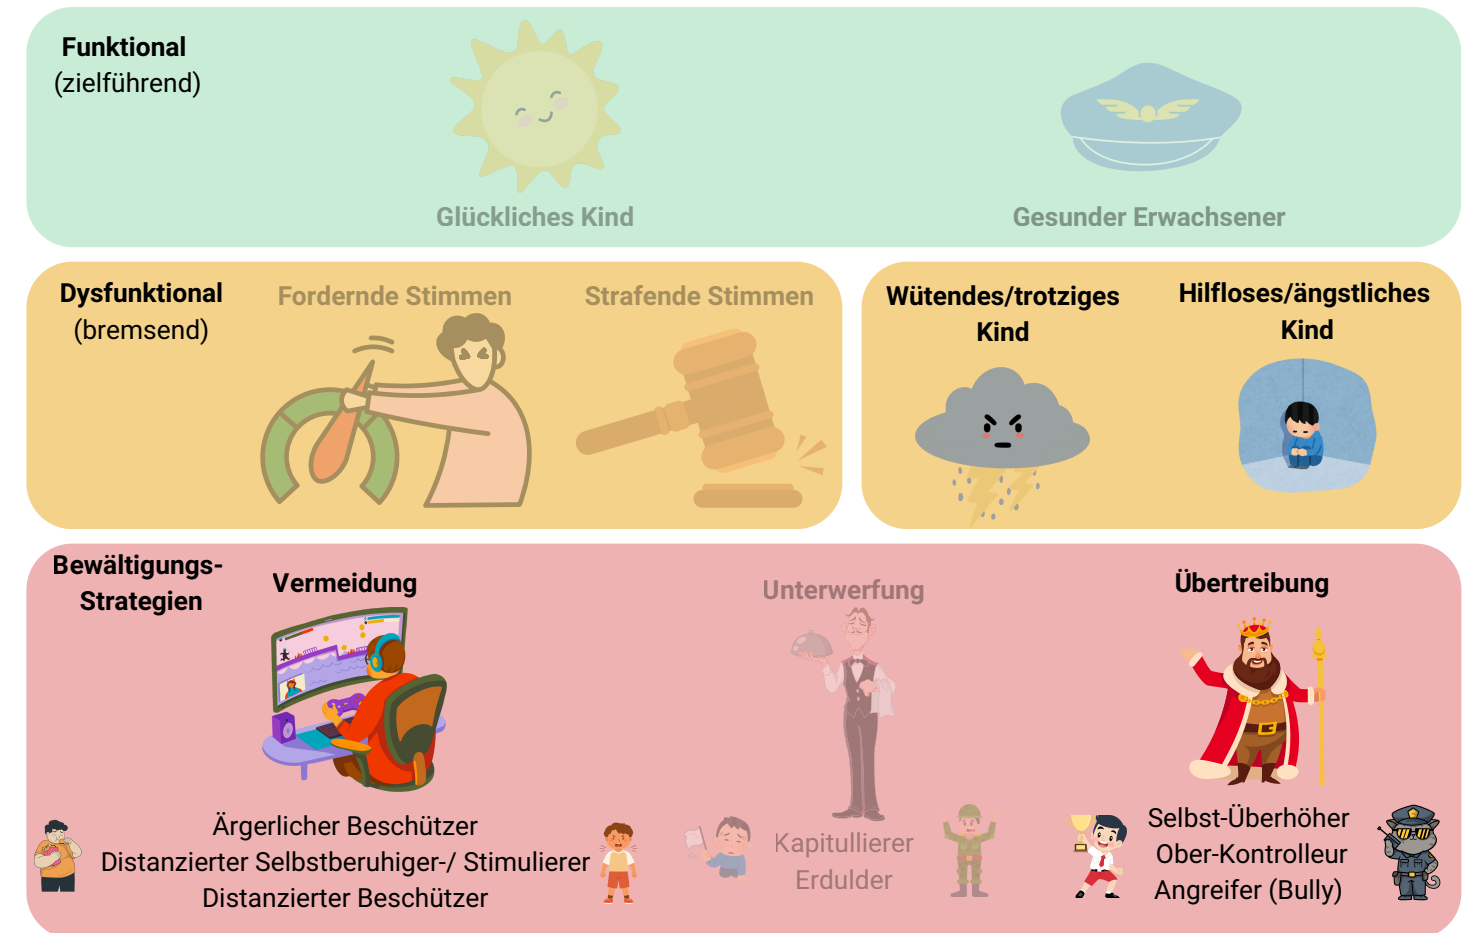 Funktional
(zielführend)
Glückliches Kind
Gesunder Erwachsener
Dysfunktional
(bremsend)
Fordernde Stimmen
Strafende Stimmen
Wütendes/trotziges
Kind
Hilfloses/ängstliches
Kind
Bewältigungs-
Strategien
Vermeidung
Ärgerlicher Beschützer
Distanzierter Selbstberuhiger-/ Stimulierer
Distanzierter Beschützer
Unterwerfung
Kapitullierer
Erdulder
Übertreibung
Selbst-Überhöher
Ober-Kontrolleur
Angreifer (Bully)